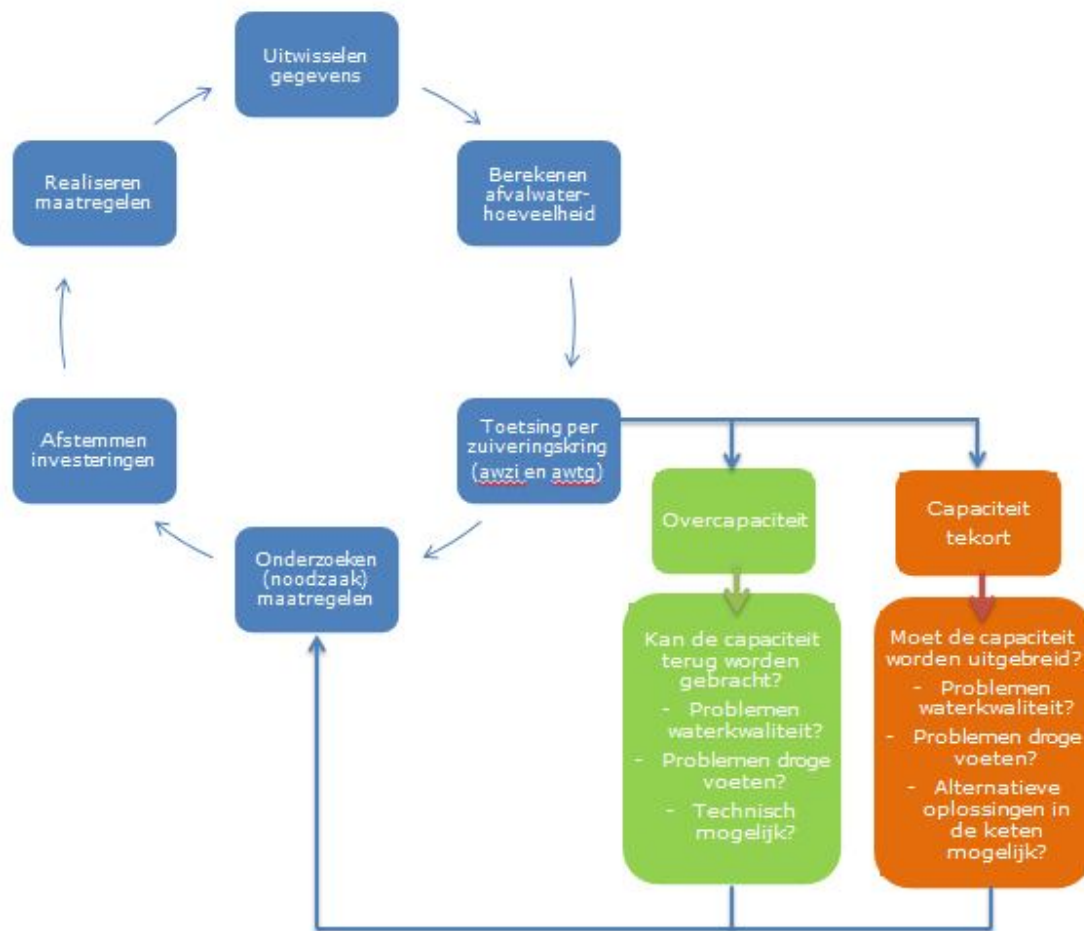 Uitwisselen
gegevens
Berekenen
afvalwater-
hoeveelheid
Toetsing per
zuiveringskring
(awzi en awtg)
Onderzoeken
(noodzaak)
maatregelen
Afstemmen
investeringen
Realiseren
maatregelen
Overcapaciteit
Kan de capaciteit
terug worden
gebracht?
- Problemen
waterkwaliteit?
- Problemen droge
voeten?
- Technisch
mogelijk?
Capaciteit
tekort
Moet de capaciteit
worden uitgebreid?
- Problemen
waterkwaliteit?
- Problemen droge
voeten?
- Alternatieve
oplossingen in
de keten
mogelijk?